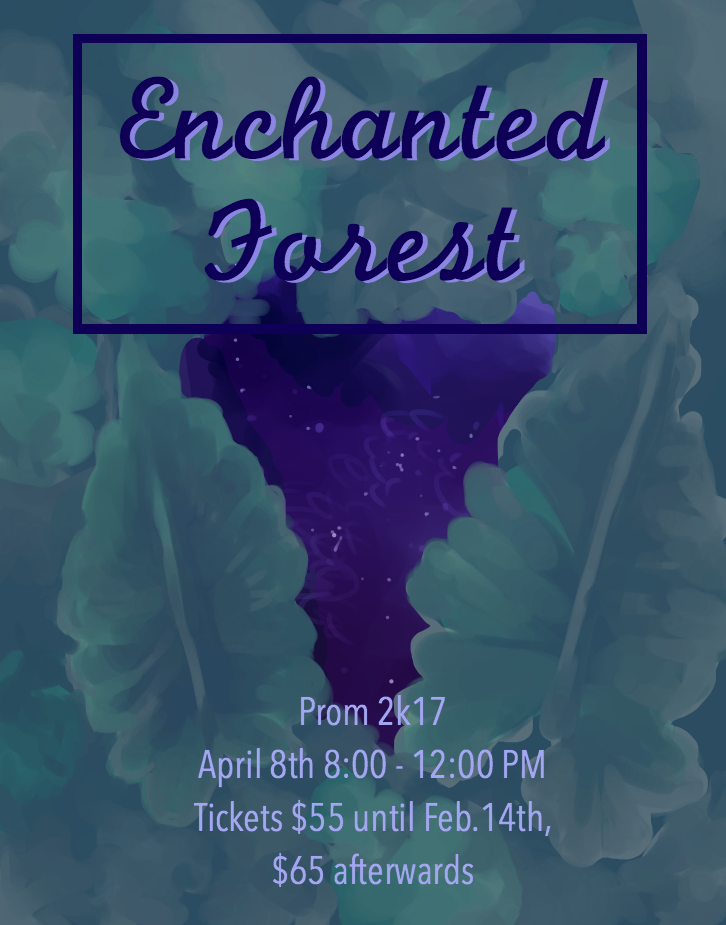 Enchanted
Forest
Prom 2k17
April 8th 8:00 - 12:00 PM
Tickets $55 until Feb.14th,
$65 afterwards